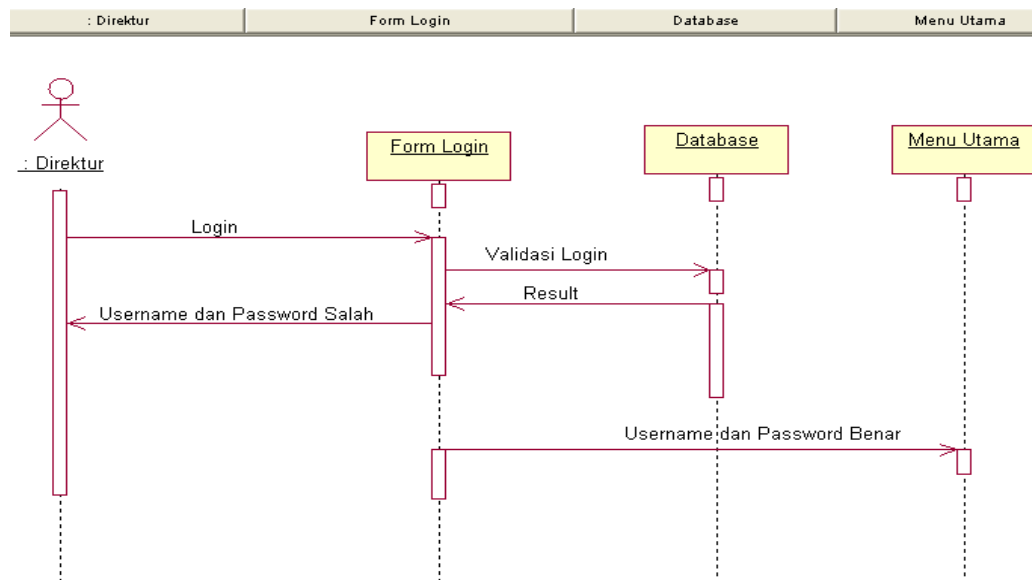 : Direktur
Form Login
Database
Menu Utama
Form Login
Database
Menu Utama
: Direktur
Login
Validasi Login
Result
Username dan Password Salah
Username dan Password Benar